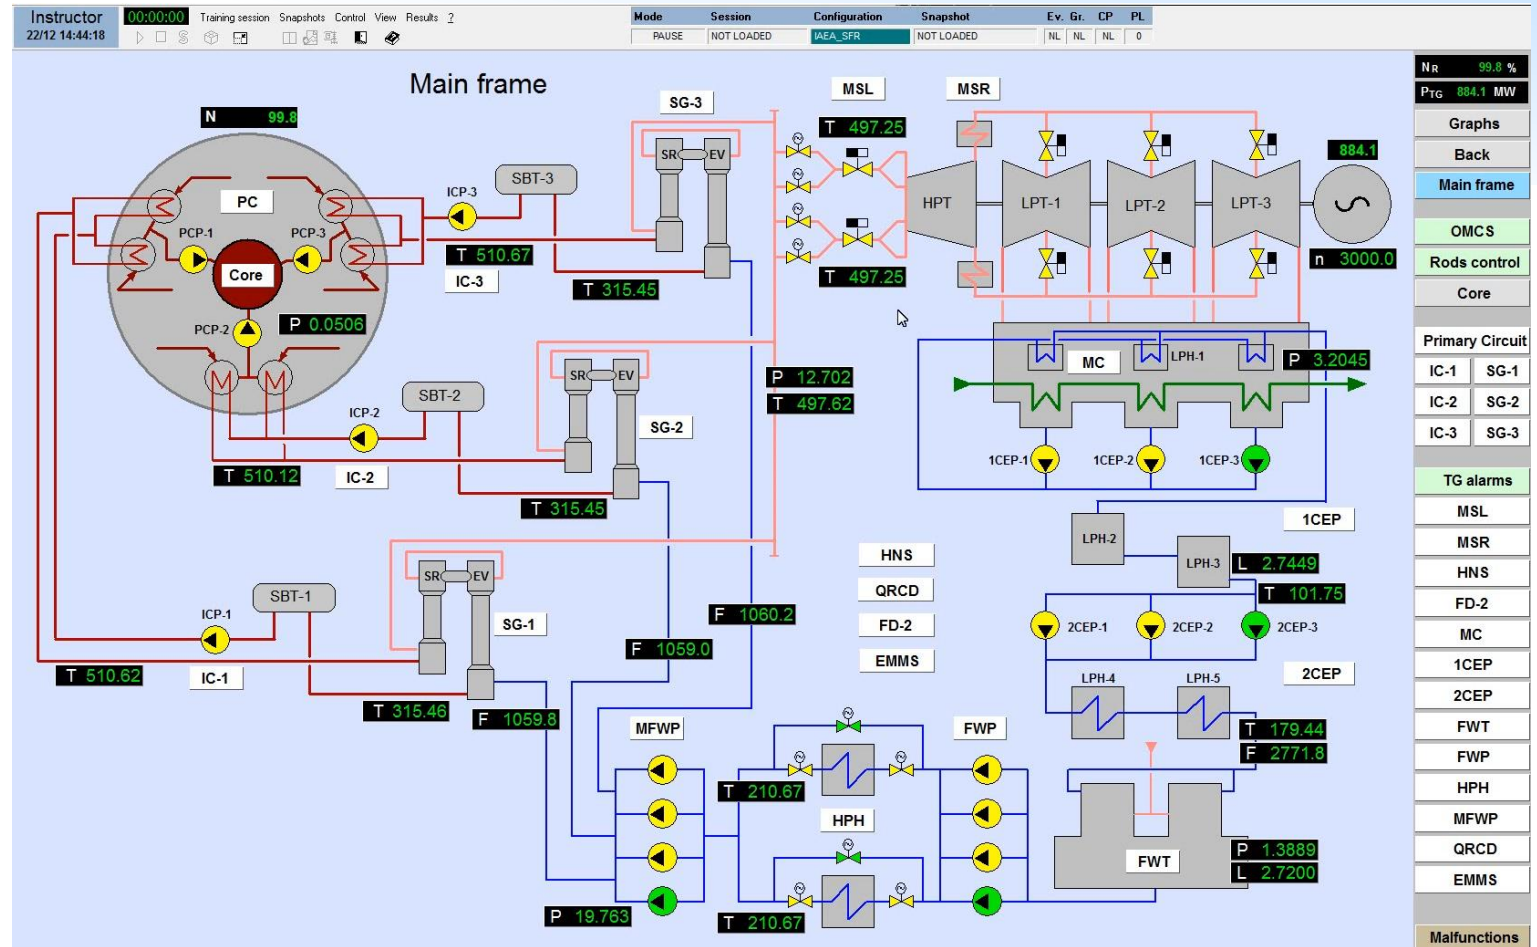 Instructor
22/12 14:44:18
00:00:00
Training session Snapshots Control View Results ?
Mode Session Configuration Snapshot Ev. Gr. CP PL
PAUSE NOT LOADED IAEA_SFR NOT LOADED NL NL NL 0
Main frame
N 99.8
PC
PCP-1
PCP-3
Core
PCP-2
P 0.0506
ICP-3
SBT-3
T 510.67
IC-3
T 315.45
SG-3
SR EV
MSL
T 497.25
T 497.25
MSR
HPT
LPT-1
LPT-2
LPT-3
884.1
n 3000.0
SBT-2
ICP-2
T 510.12
IC-2
T 315.45
SR EV
SG-2
P 12.702
T 497.62
MC
LPH-1
P 3.2045
1CEP-1
1CEP-2
1CEP-3
1CEP
LPH-2
LPH-3
L 2.7449
T 101.75
2CEP-1
2CEP-2
2CEP-3
2CEP
LPH-4
LPH-5
T 179.44
F 2771.8
HNS
QRCD
FD-2
EMMS
SBT-1
ICP-1
T 510.62
IC-1
T 315.46
SR EV
SG-1
F 1060.2
F 1059.0
F 1059.8
MFWP
P 19.763
T 210.67
HPH
T 210.67
FWP
FWT
P 1.3889
L 2.7200
NR 99.8 %
PTG 884.1 MW
Graphs
Back
Main frame
OMCS
Rods control
Core
Primary Circuit
IC-1 SG-1
IC-2 SG-2
IC-3 SG-3
TG alarms
MSL
MSR
HNS
FD-2
MC
1CEP
2CEP
FWT
FWP
HPH
MFWP
QRCD
EMMS
Malfunctions